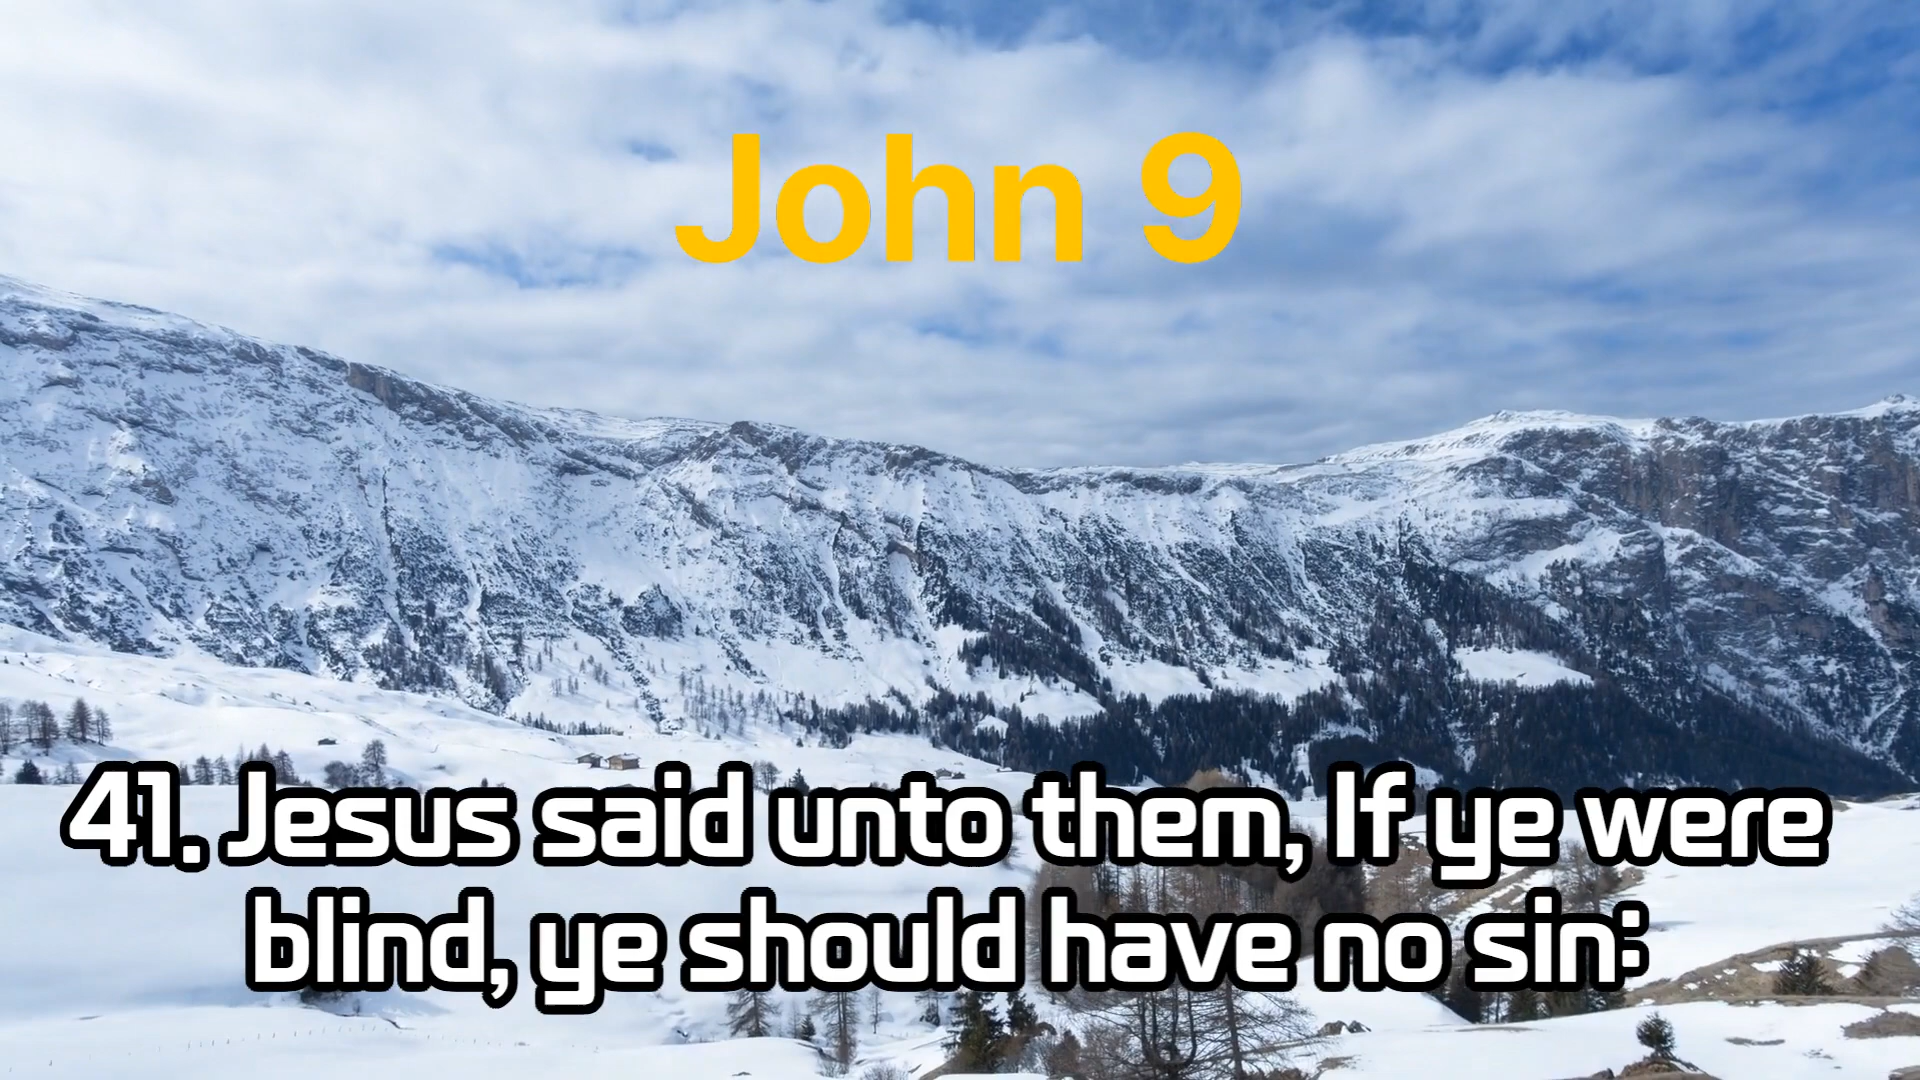 John 9
41. Jesus said unto them, If ye were
blind, ye should have no sin: